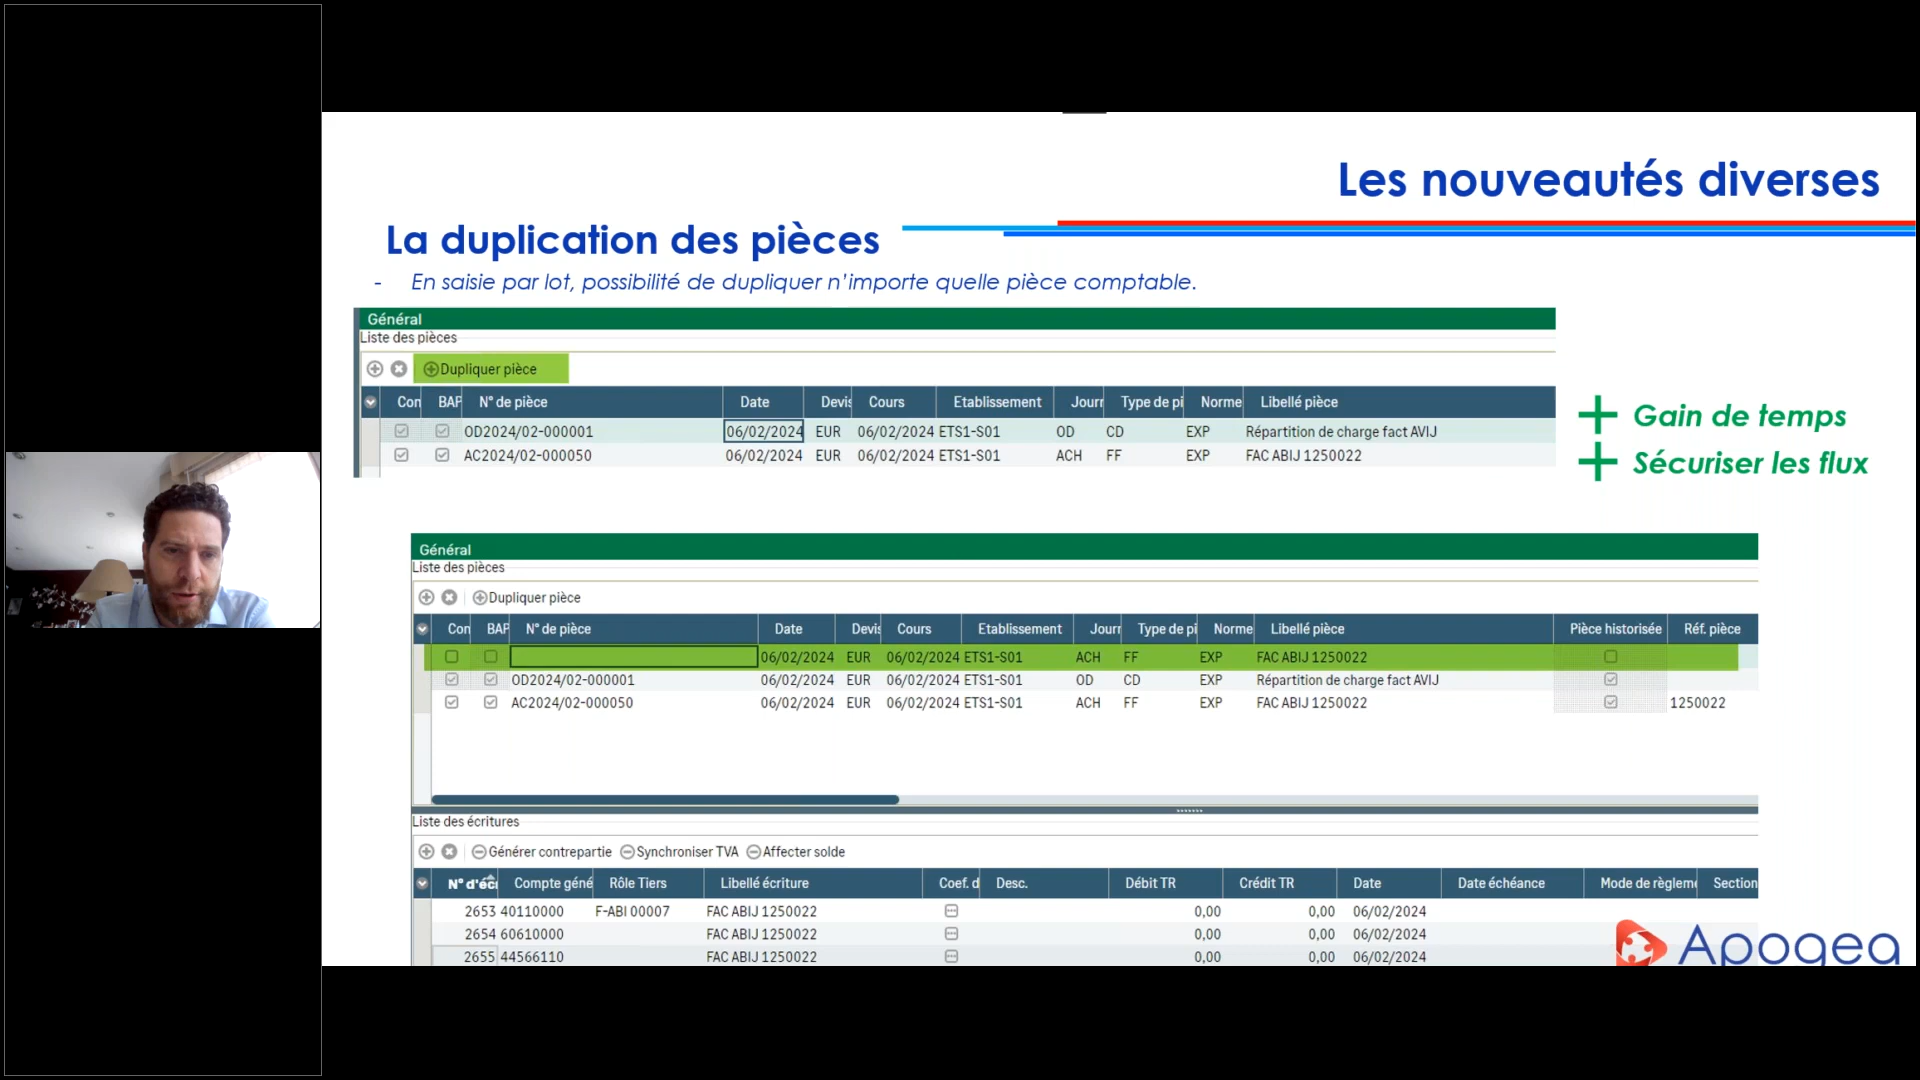 Les nouveautés diverses
La duplication des pièces
- En saisie par lot, possibilité de dupliquer n'importe quelle pièce comptable.
Général
Liste des pièces
Dupliquer pièce
Con BAP N° de pièce Date Devis Cours Etablissement Journ Type de pi Norme Libellé pièce
OD2024/02-000001 06/02/2024 EUR 06/02/2024 ETS1-S01 OD CD EXP Répartition de charge fact AVIJ
AC2024/02-000050 06/02/2024 EUR 06/02/2024 ETS1-S01 ACH FF EXP FAC ABIJ 1250022
+ Gain de temps
+ Sécuriser les flux
Général
Liste des pièces
Dupliquer pièce
Con BAP N° de pièce Date Devis Cours Etablissement Journ Type de pi Norme Libellé pièce Pièce historisée Réf. pièce
06/02/2024 EUR 06/02/2024 ETS1-S01 ACH FF EXP FAC ABIJ 1250022
OD2024/02-000001 06/02/2024 EUR 06/02/2024 ETS1-S01 OD CD EXP Répartition de charge fact AVIJ
AC2024/02-000050 06/02/2024 EUR 06/02/2024 ETS1-S01 ACH FF EXP FAC ABIJ 1250022 1250022
Liste des écritures
Générer contrepartie Synchroniser TVA Affecter solde
N° d'écr Compte géné Rôle Tiers Libellé écriture Coef. d Desc. Débit TR Crédit TR Date Date échéance Mode de règleme Section
2653 40110000 F-ABI 00007 FAC ABIJ 1250022 0,00 0,00 06/02/2024
2654 60610000 FAC ABIJ 1250022 0,00 0,00 06/02/2024
2655 44566110 FAC ABIJ 1250022 0,00 0,00 06/02/2024
Apogea